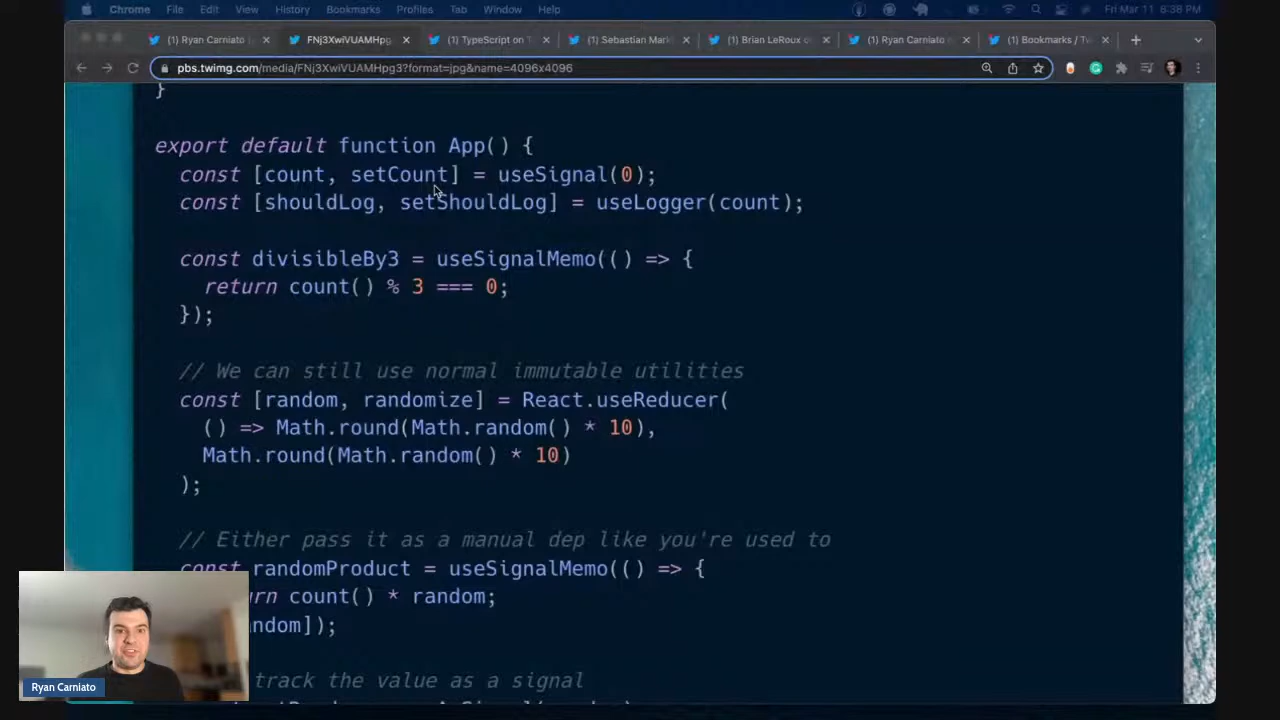 Chrome File Edit View History Bookmarks Profiles Tab Window Help Fri Mar 11 8:38 PM
(1) Ryan Carniato FNj3XwiVUAMHpg (1) TypeScript on T (1) Sebastian Mark (1) Brian LeRoux (1) Ryan Carniato (1) Bookmarks / Tw
pbs.twimg.com/media/FNj3XwiVUAMHpg3?format=jpg&name=4096x4096
}
export default function App() {
const [count, setCount] = useSignal(0);
const [shouldLog, setShouldLog] = useLogger(count);
const divisibleBy3 = useSignalMemo(() => {
return count() % 3 === 0;
});
// We can still use normal immutable utilities
const [random, randomize] = React.useReducer(
() => Math.round(Math.random() * 10),
Math.round(Math.random() * 10)
);
// Either pass it as a manual dep like you're used to
const randomProduct = useSignalMemo(() => {
count() * random;
]);
track the value as a signal
Ryan Carniato